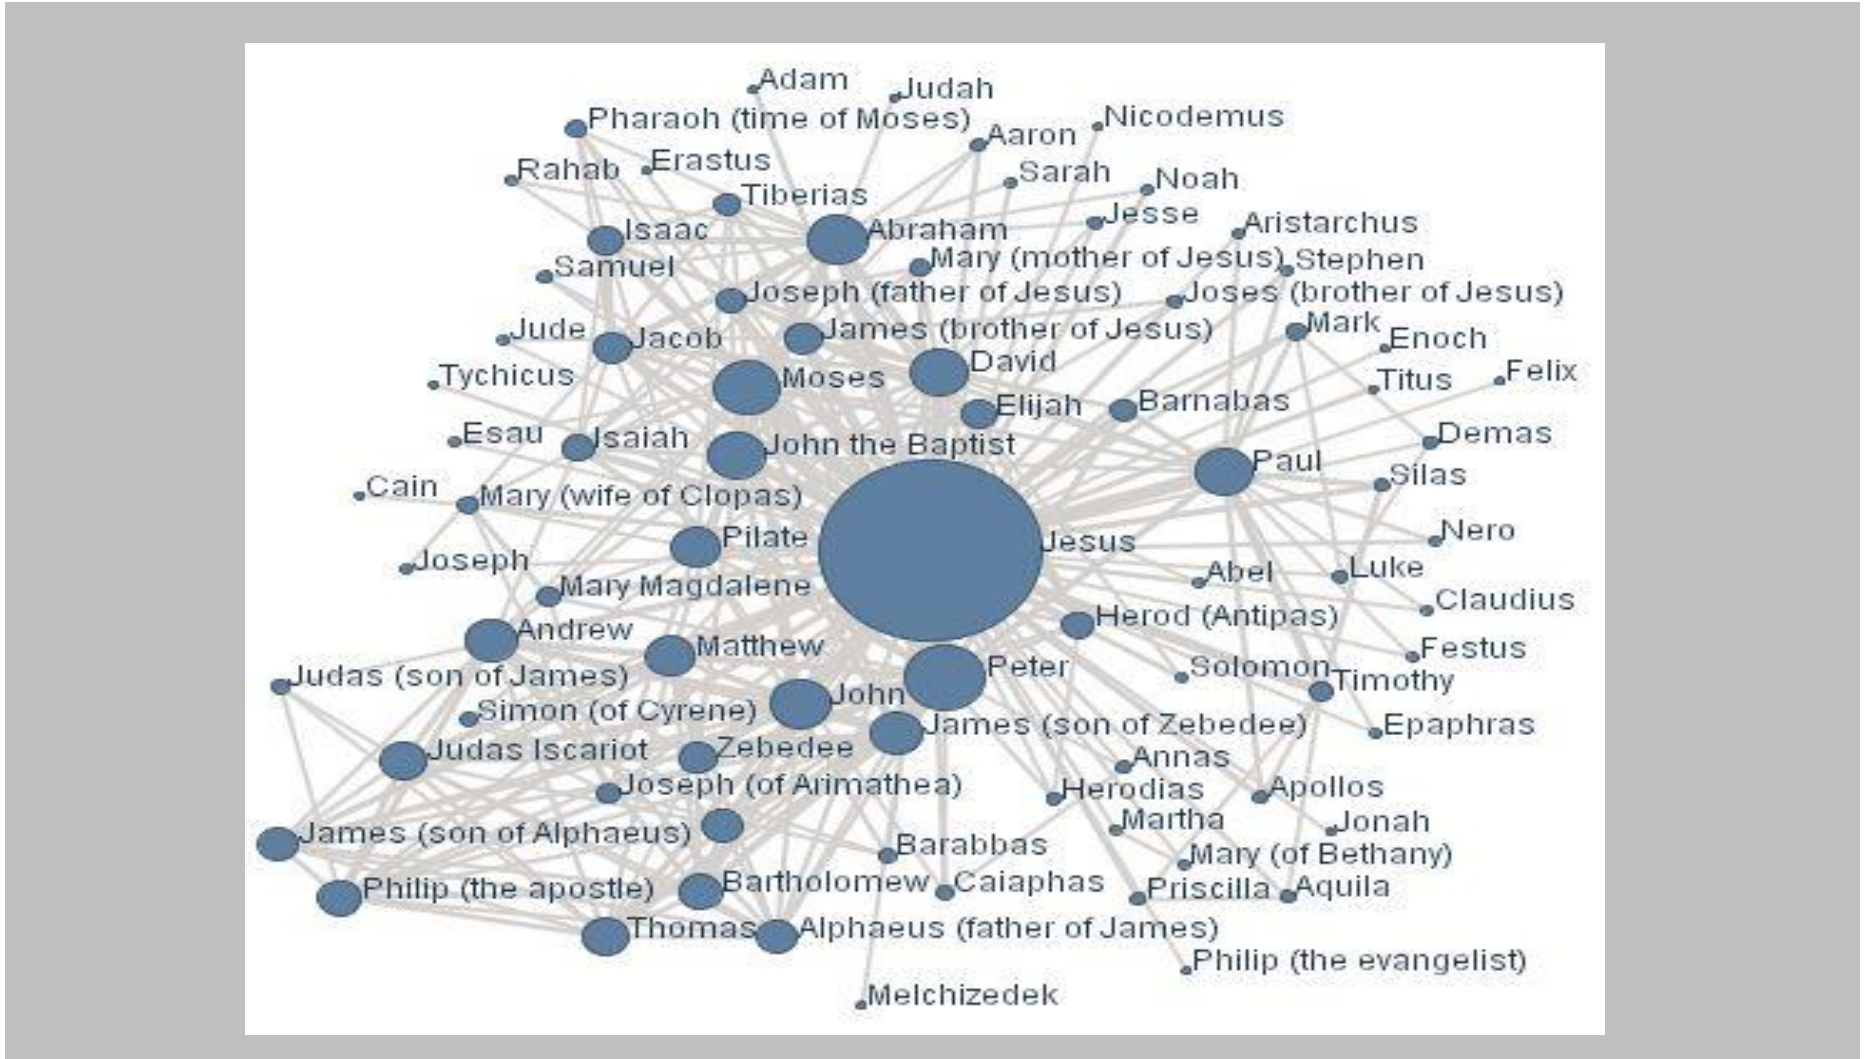 Adam
Judah
Pharaoh (time of Moses)
Nicodemus
Aaron
Erastus
Rahab
Sarah
Noah
Tiberias
Jesse
Aristarchus
Isaac
Abraham
Mary (mother of Jesus)
Stephen
Samuel
Joseph (father of Jesus)
Joses (brother of Jesus)
Jude
Jacob
James (brother of Jesus)
Mark
Enoch
David
Tychicus
Moses
Titus
Felix
Elijah
Barnabas
Esau
Isaiah
John the Baptist
Demas
Paul
Silas
Cain
Mary (wife of Clopas)
Pilate
Jesus
Nero
Joseph
Abel
Luke
Mary Magdalene
Claudius
Herod (Antipas)
Andrew
Matthew
Festus
Peter
Solomon
Judas (son of James)
Timothy
John
Simon (of Cyrene)
James (son of Zebedee)
Epaphras
Judas Iscariot
Zebedee
Annas
Joseph (of Arimathea)
Herodias
Apollos
Martha
Jonah
James (son of Alphaeus)
Barabbas
Mary (of Bethany)
Philip (the apostle)
Bartholomew
Caiaphas
Priscilla
Aquila
Thomas
Alphaeus (father of James)
Philip (the evangelist)
Melchizedek